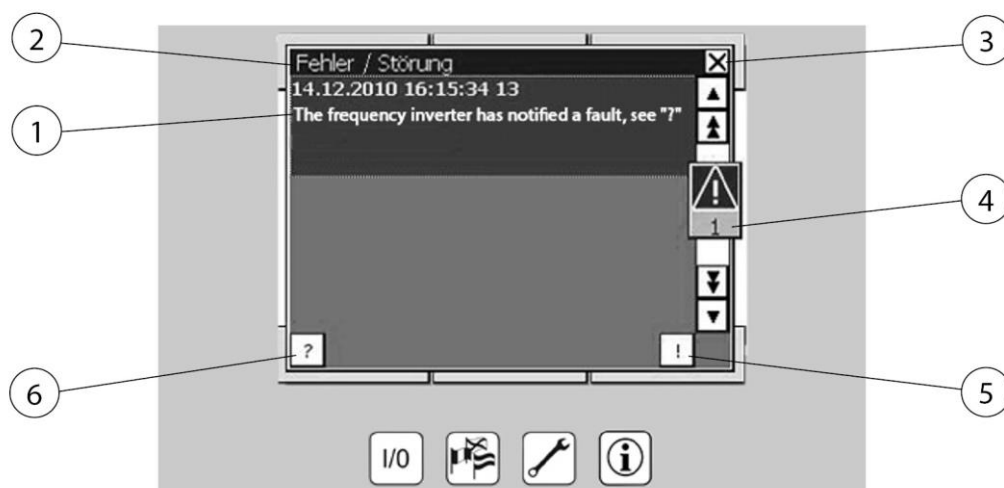 2
3
Fehler / Störung
14.12.2010 16:15:34 13
1
The frequency inverter has notified a fault, see "?"
4
1
?
!
6
5
I/0
i